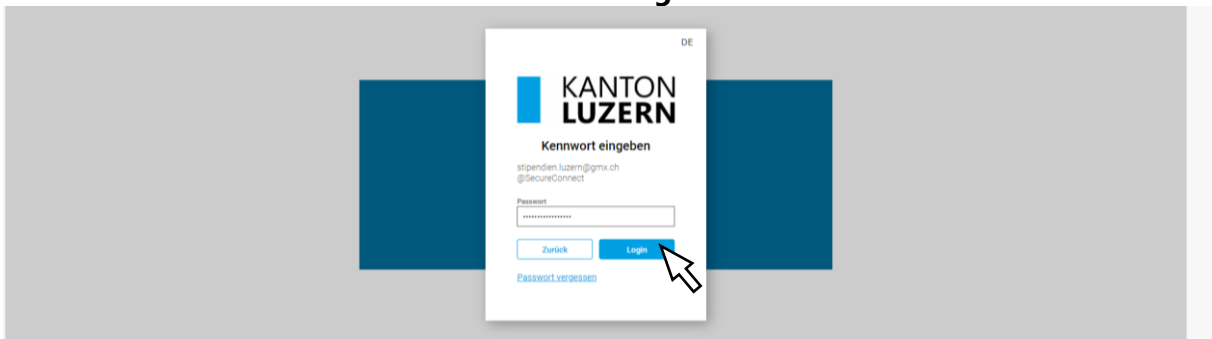 DE
KANTON
LUZERN
Kennwort eingeben
stipendien.luzern@gmx.ch
@SecureConnect
Passwort
••••••••••••••••
Zurück Login
Passwort vergessen